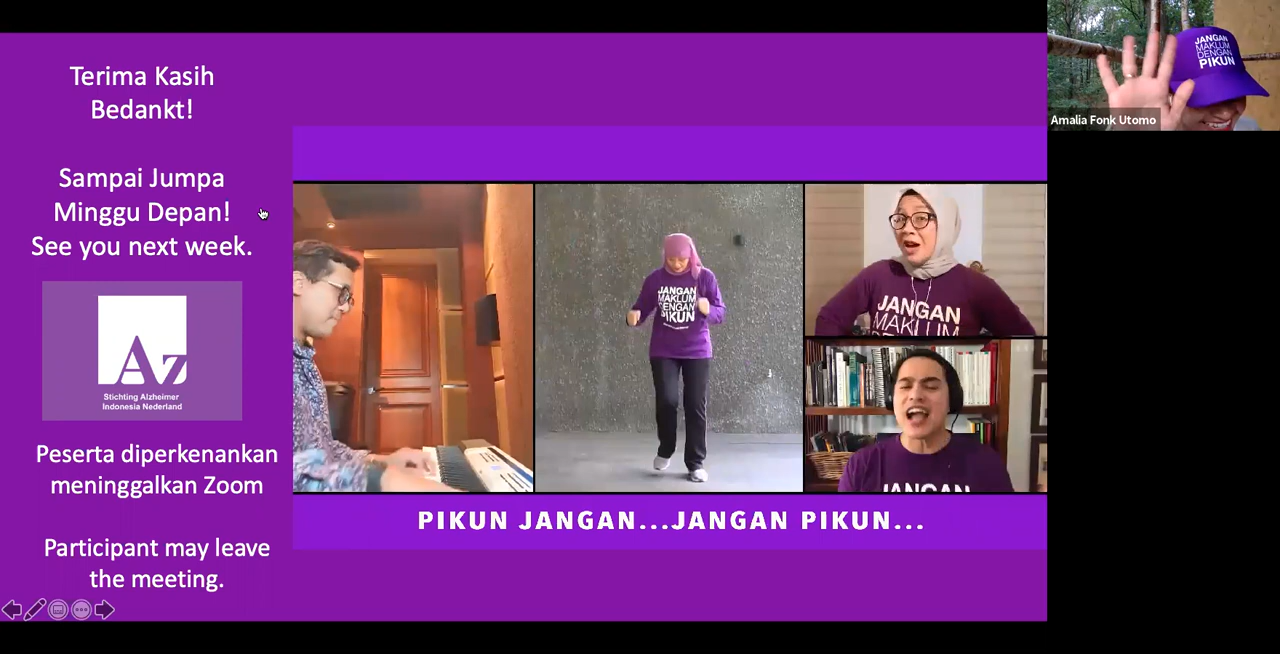 Terima Kasih
Bedankt!
Sampai Jumpa
Minggu Depan!
See you next week.
Az
Stichting Alzheimer
Indonesia Nederland
Peserta diperkenankan
meninggalkan Zoom
Participant may leave
the meeting.
JANGAN
MAKLUM
DENGAN
PIKUN
JANGAN
MAKLUM
JANGAN
PIKUN JANGAN...JANGAN PIKUN...
JANGAN
MAKLUM
DENGAN
PIKUN
Amalia Fonk Utomo